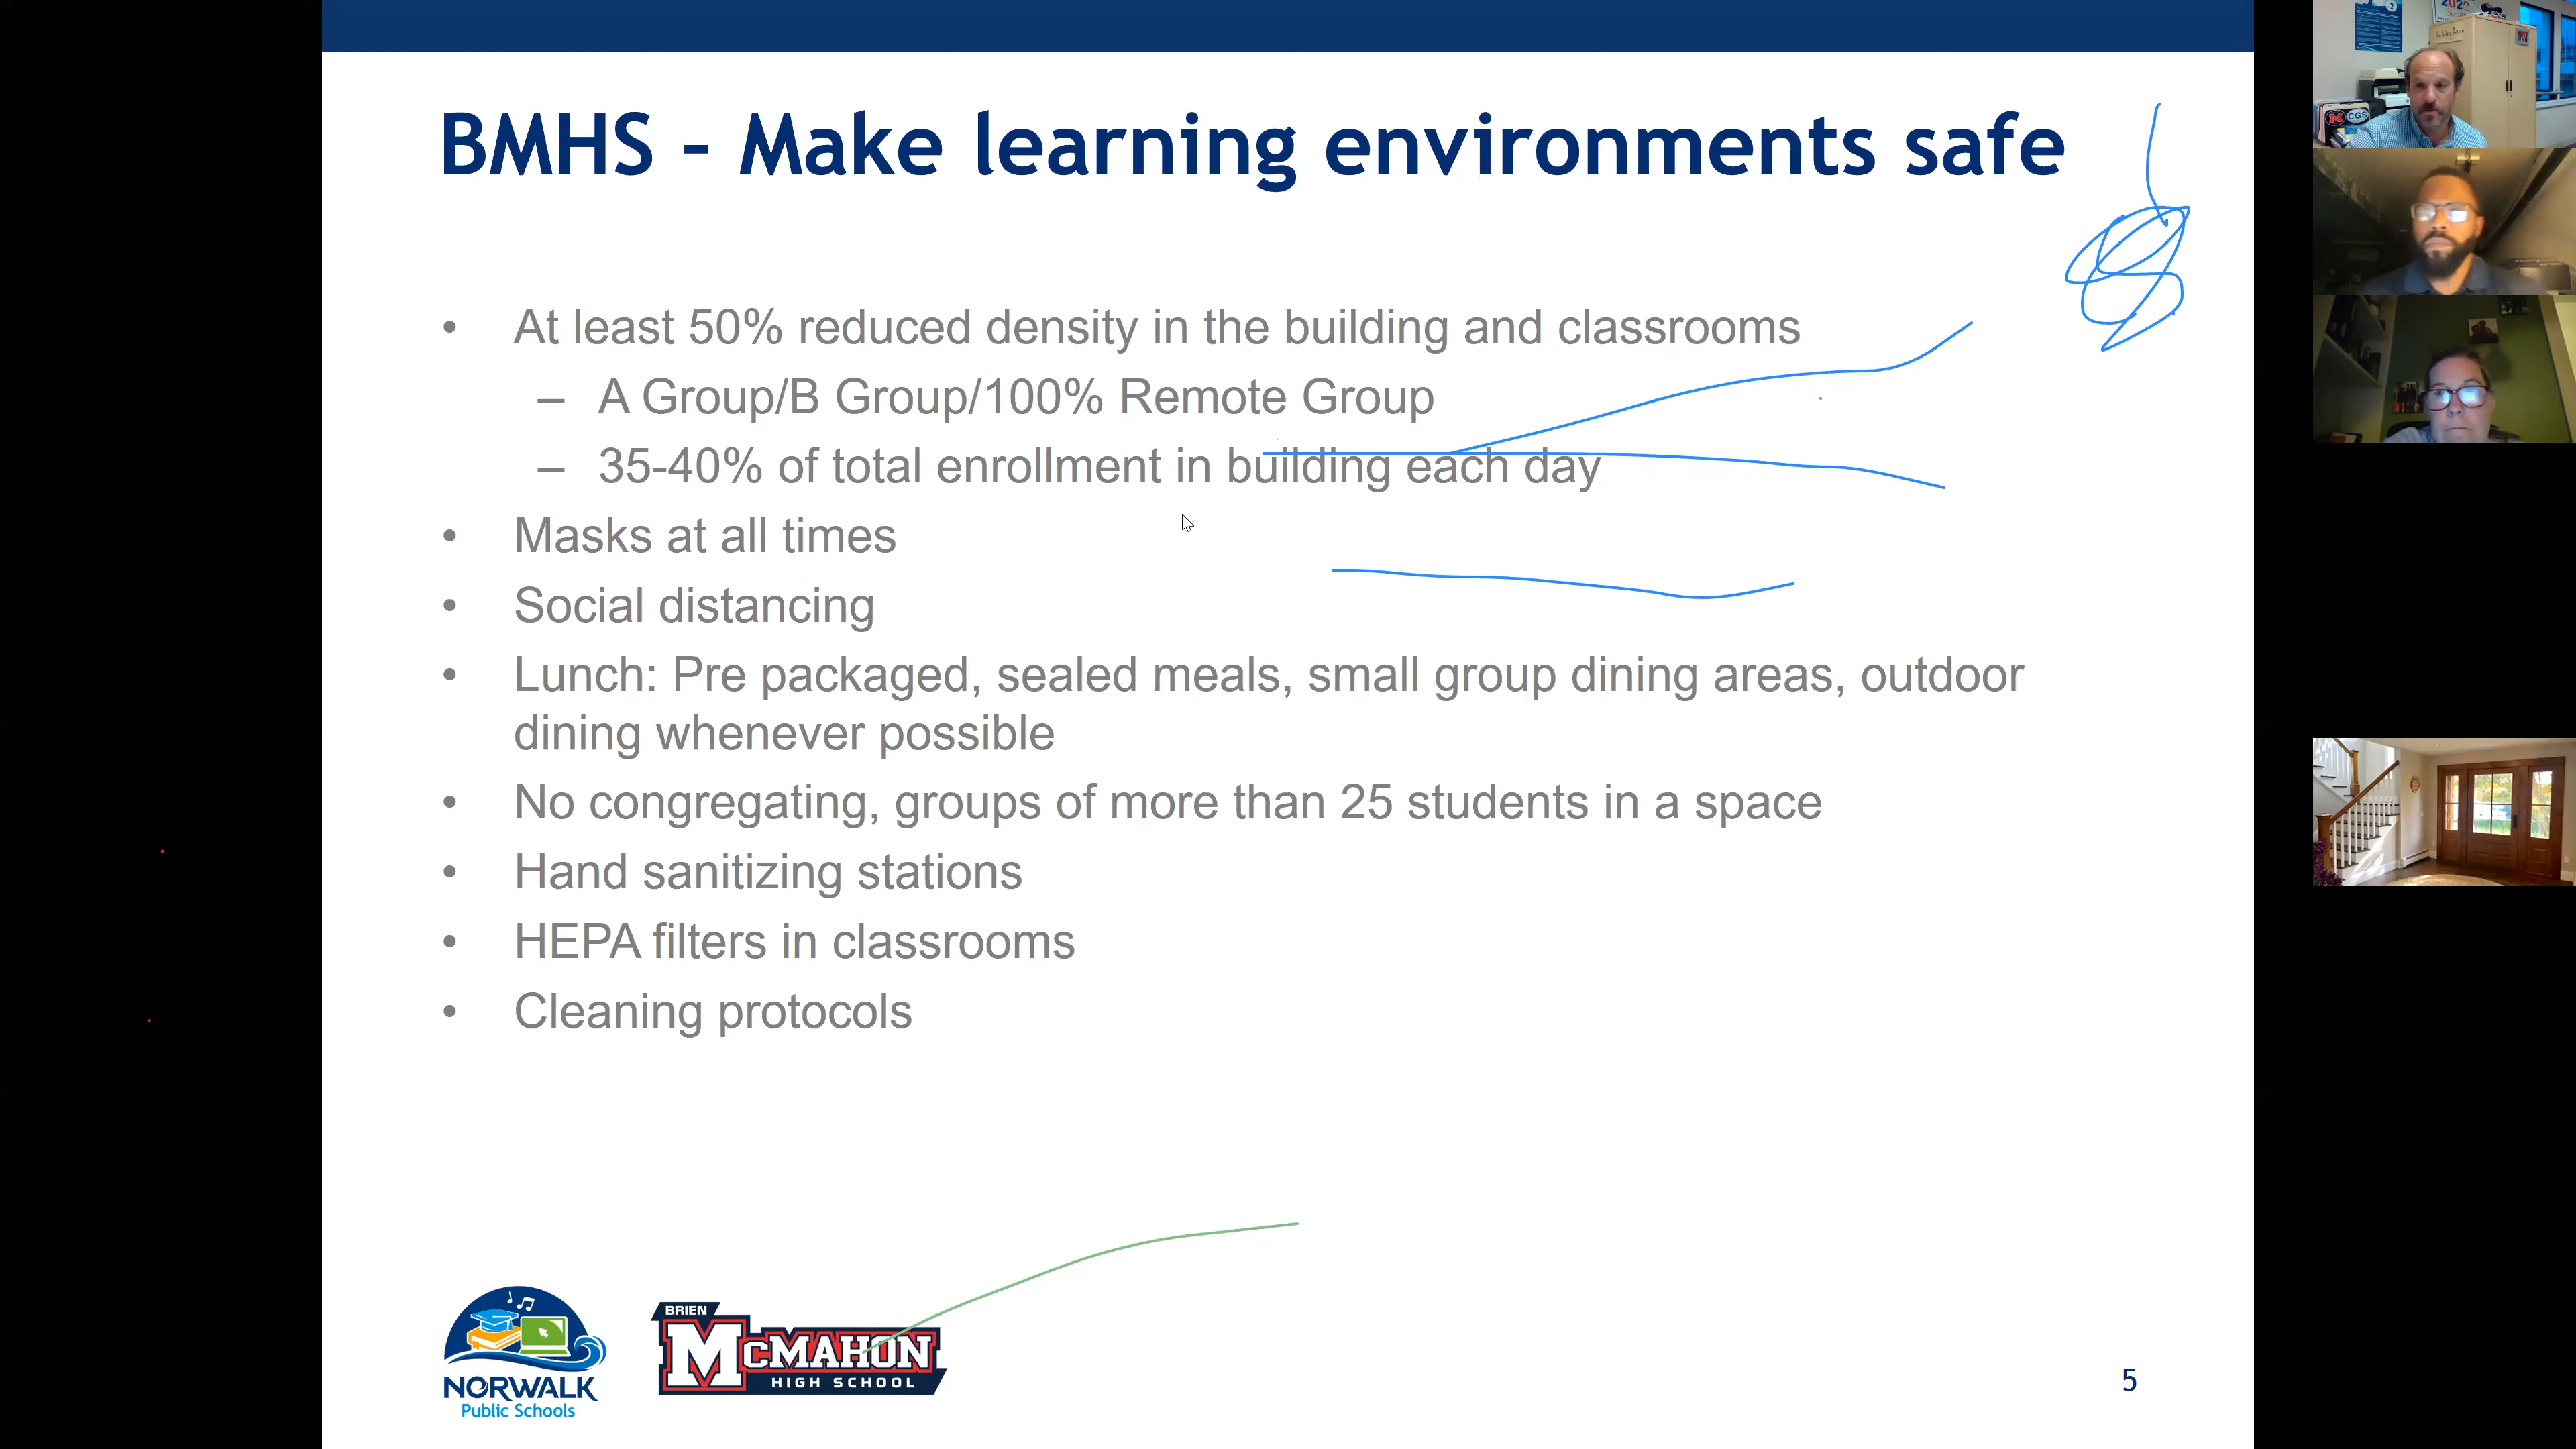 BMHS – Make learning environments safe
• At least 50% reduced density in the building and classrooms
– A Group/B Group/100% Remote Group
– 35-40% of total enrollment in building each day
• Masks at all times
• Social distancing
• Lunch: Pre packaged, sealed meals, small group dining areas, outdoor
dining whenever possible
• No congregating, groups of more than 25 students in a space
• Hand sanitizing stations
• HEPA filters in classrooms
• Cleaning protocols
NORWALK
Public Schools
BRIEN
MCMAHON
HIGH SCHOOL
5
2020
M CGS